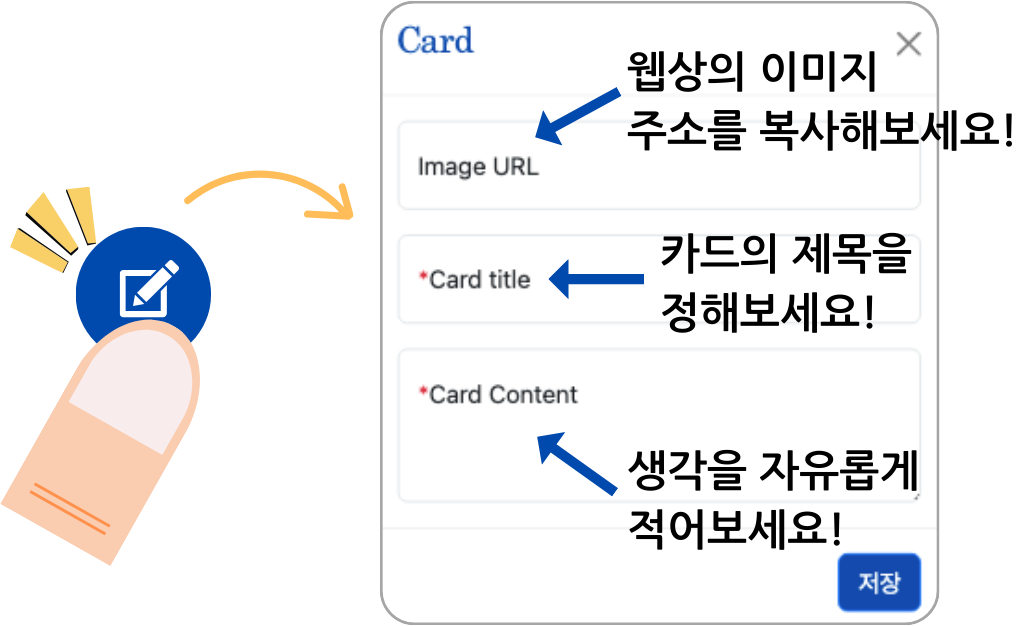 Card
웹상의 이미지
주소를 복사해보세요!
Image URL
카드의 제목을
*Card title
정해보세요!
*Card Content
생각을 자유롭게
적어보세요!
저장